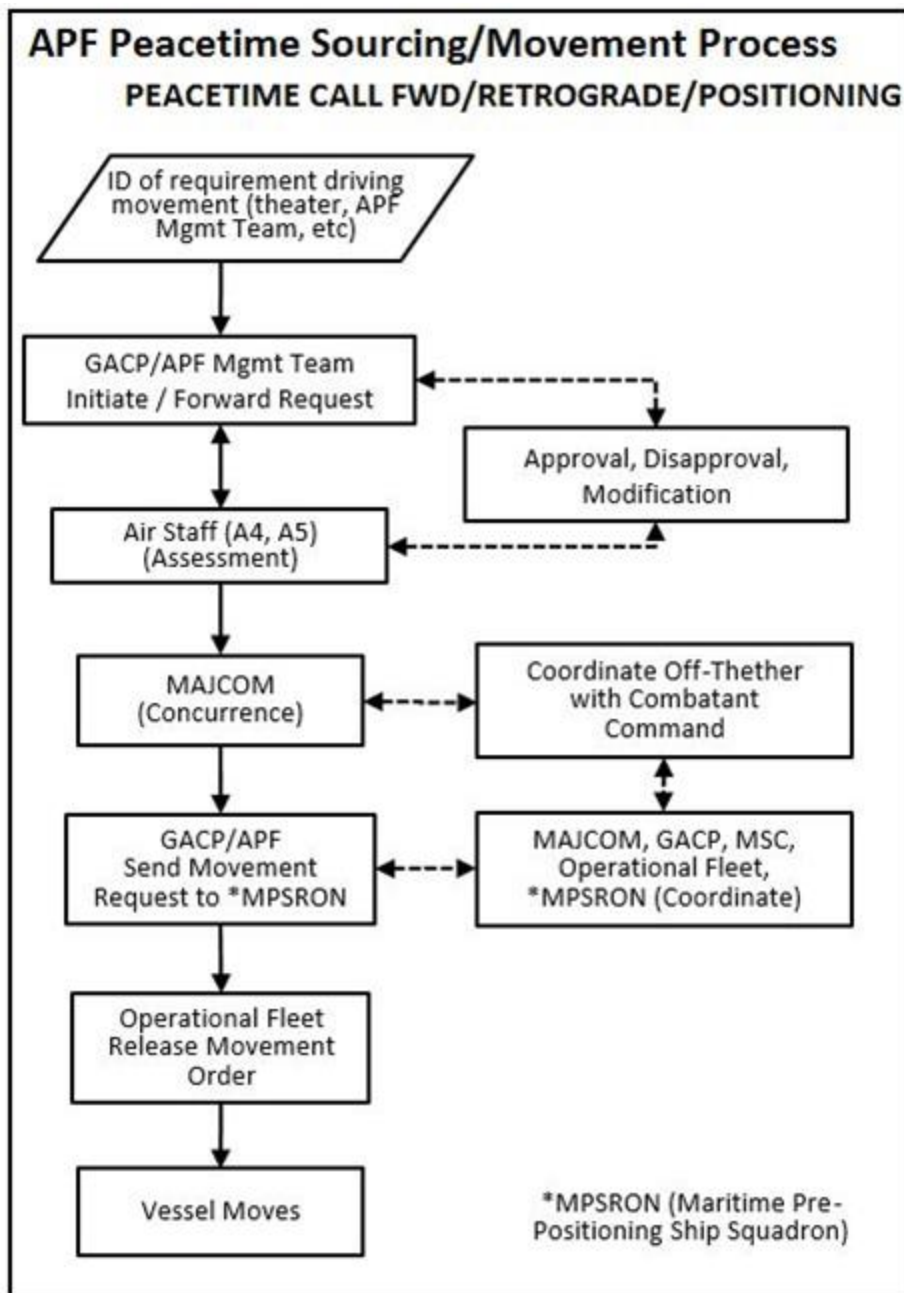 APF Peacetime Sourcing/Movement Process
PEACETIME CALL FWD/RETROGRADE/POSITIONING
ID of requirement driving
movement (theater, APF
Mgmt Team, etc)
GACP/APF Mgmt Team
Initiate / Forward Request
Approval, Disapproval,
Modification
Air Staff (A4, A5)
(Assessment)
MAJCOM
(Concurrence)
Coordinate Off-Thether
with Combatant
Command
GACP/APF
Send Movement
Request to *MPSRON
MAJCOM, GACP, MSC,
Operational Fleet,
*MPSRON (Coordinate)
Operational Fleet
Release Movement
Order
Vessel Moves
*MPSRON (Maritime Pre-
Positioning Ship Squadron)